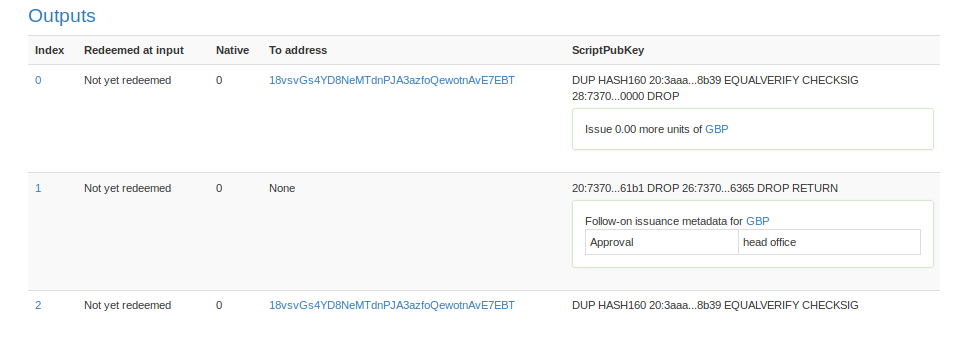 Outputs
Index Redeemed at input Native To address ScriptPubKey
0 Not yet redeemed 0 18vsvGs4YD8NeMTdnPJA3azfoQewotnAvE7EBT DUP HASH160 20:3aaa...8b39 EQUALVERIFY CHECKSIG
28:7370...0000 DROP
Issue 0.00 more units of GBP
1 Not yet redeemed 0 None 20:7370...61b1 DROP 26:7370...6365 DROP RETURN
Follow-on issuance metadata for GBP
Approval head office
2 Not yet redeemed 0 18vsvGs4YD8NeMTdnPJA3azfoQewotnAvE7EBT DUP HASH160 20:3aaa...8b39 EQUALVERIFY CHECKSIG